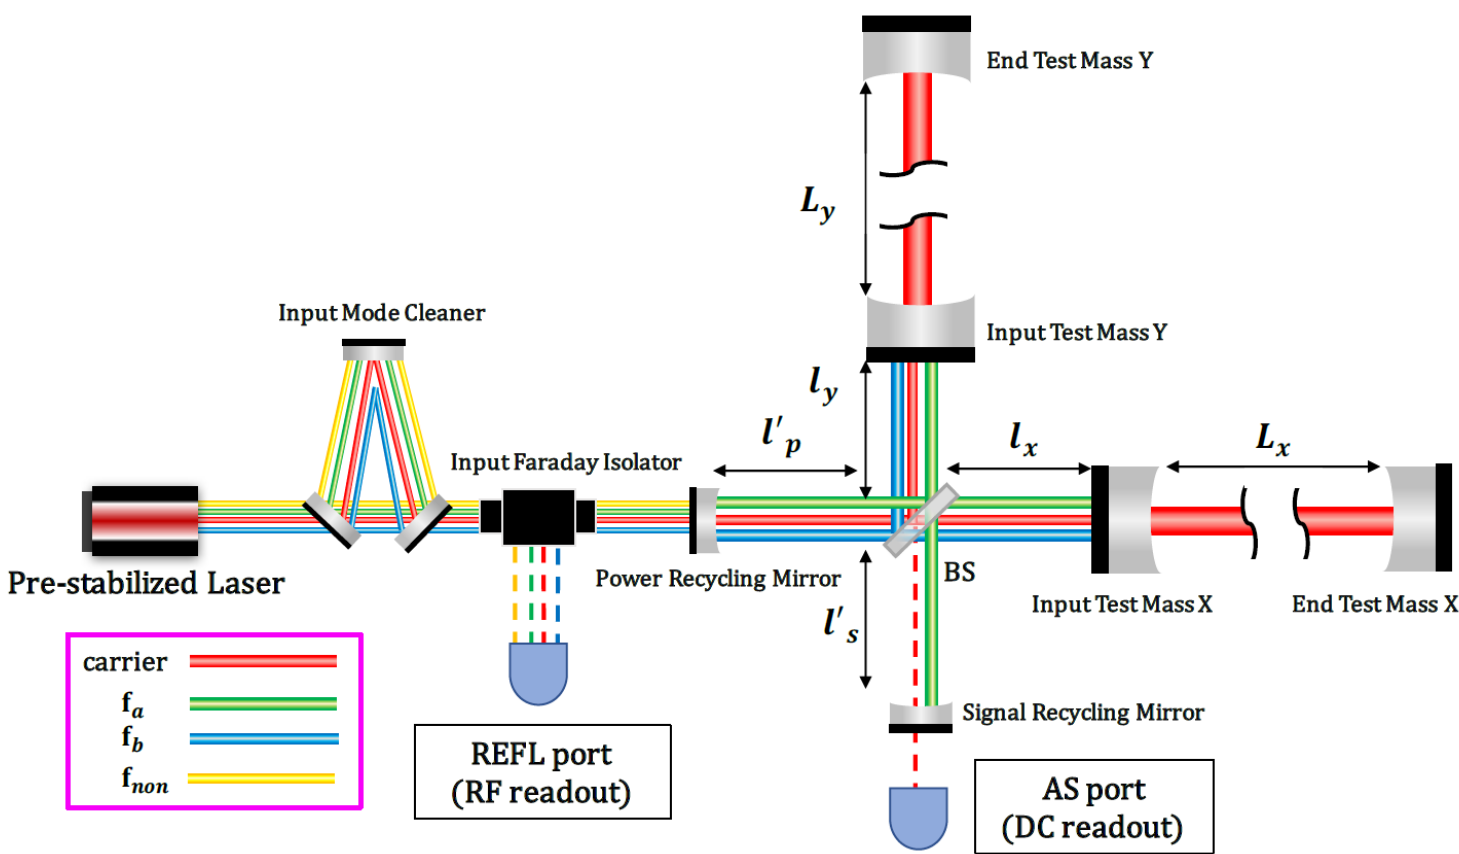 End Test Mass Y
L_y
Input Mode Cleaner
Input Test Mass Y
l_y
l'_p
l_x
L_x
Input Faraday Isolator
Pre-stabilized Laser
Power Recycling Mirror
BS
Input Test Mass X
End Test Mass X
l'_s
carrier
f_a
f_b
f_non
Signal Recycling Mirror
REFL port
(RF readout)
AS port
(DC readout)